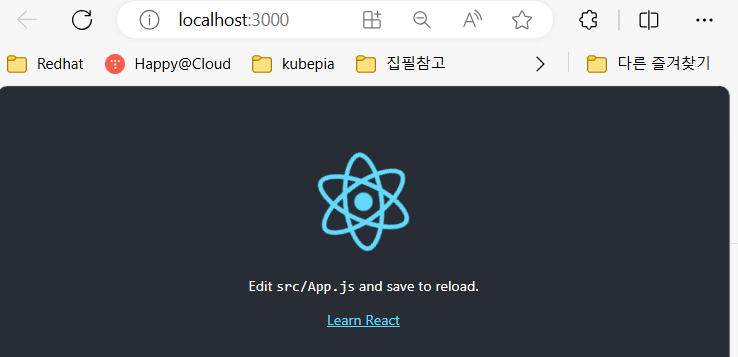 localhost:3000
Redhat Happy@Cloud kubepia 집필참고 다른 즐겨찾기
Edit src/App.js and save to reload.
Learn React